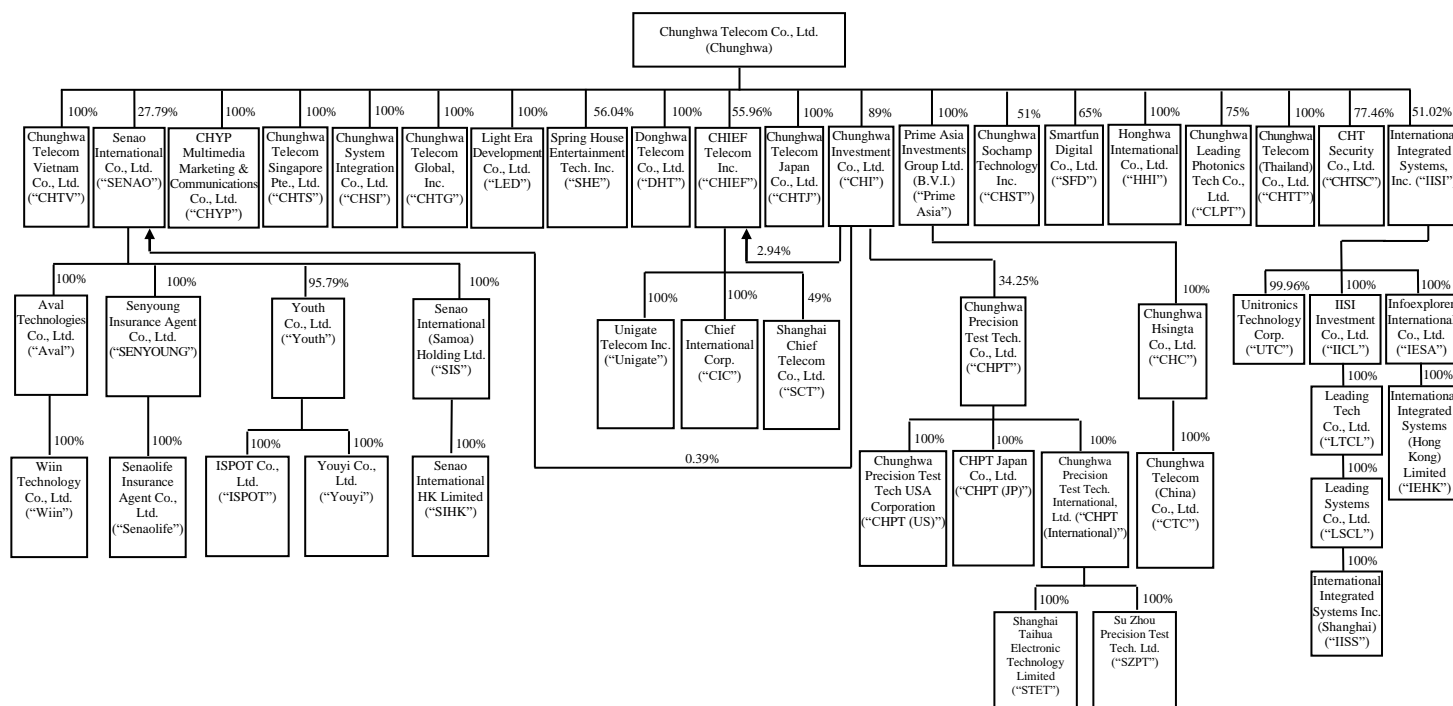 Chunghwa Telecom Co., Ltd.
(Chunghwa)
100%
27.79%
100%
100%
100%
100%
100%
56.04%
100%
55.96%
100%
89%
100%
51%
65%
100%
75%
100%
77.46%
51.02%
Chunghwa
Telecom
Vietnam
Co., Ltd.
(“CHTV”)
Senao
International
Co., Ltd.
(“SENAO”)
CHYP
Multimedia
Marketing &
Communications
Co., Ltd.
(“CHYP”)
Chunghwa
Telecom
Singapore
Pte., Ltd.
(“CHTS”)
Chunghwa
System
Integration
Co., Ltd.
(“CHSI”)
Chunghwa
Telecom
Global,
Inc.
(“CHTG”)
Light Era
Development
Co., Ltd.
(“LED”)
Spring House
Entertainment
Tech. Inc.
(“SHE”)
Donghwa
Telecom
Co., Ltd.
(“DHT”)
CHIEF
Telecom
Inc.
(“CHIEF”)
Chunghwa
Telecom
Japan
Co., Ltd.
(“CHTJ”)
Chunghwa
Investment
Co., Ltd.
(“CHI”)
Prime Asia
Investments
Group Ltd.
(B.V.I.)
(“Prime
Asia”)
Chunghwa
Sochamp
Technology
Inc.
(“CHST”)
Smartfun
Digital
Co., Ltd.
(“SFD”)
Honghwa
International
Co., Ltd.
(“HHI”)
Chunghwa
Leading
Photonics
Tech Co.,
Ltd.
(“CLPT”)
Chunghwa
Telecom
(Thailand)
Co., Ltd.
(“CHTT”)
CHT
Security
Co., Ltd.
(“CHTSC”)
International
Integrated
Systems,
Inc. (“IISI”)
2.94%
100%
100%
95.79%
100%
Aval
Technologies
Co., Ltd.
(“Aval”)
Senyoung
Insurance Agent
Co., Ltd.
(“SENYOUNG”)
Youth
Co., Ltd.
(“Youth”)
Senao
International
(Samoa)
Holding Ltd.
(“SIS”)
100%
100%
49%
Unigate
Telecom Inc.
(“Unigate”)
Chief
International
Corp.
(“CIC”)
Shanghai
Chief
Telecom
Co., Ltd.
(“SCT”)
34.25%
Chunghwa
Precision
Test Tech.
Co., Ltd.
(“CHPT”)
100%
Chunghwa
Hsingta
Co., Ltd.
(“CHC”)
99.96%
100%
100%
Unitronics
Technology
Corp.
(“UTC”)
IISI
Investment
Co., Ltd.
(“IICL”)
Infoexplorer
International
Co., Ltd.
(“IESA”)
100%
100%
Leading
Tech
Co., Ltd.
(“LTCL”)
International
Integrated
Systems
(Hong
Kong)
Limited
(“IEHK”)
100%
100%
100%
100%
100%
Wiin
Technology
Co., Ltd.
(“Wiin”)
Senaolife
Insurance
Agent Co.,
Ltd.
(“Senaolife”)
ISPOT Co.,
Ltd.
(“ISPOT”)
Youyi Co.,
Ltd.
(“Youyi”)
Senao
International
HK Limited
(“SIHK”)
0.39%
100%
100%
100%
100%
Chunghwa
Precision Test
Tech USA
Corporation
(“CHPT (US)”)
CHPT Japan
Co., Ltd.
(“CHPT (JP)”)
Chunghwa
Precision
Test Tech.
International,
Ltd. (“CHPT
(International)”)
Chunghwa
Telecom
(China)
Co., Ltd.
(“CTC”)
100%
Leading
Systems
Co., Ltd.
(“LSCL”)
100%
International
Integrated
Systems Inc.
(Shanghai)
(“IISS”)
100%
100%
Shanghai
Taihua
Electronic
Technology
Limited
(“STET”)
Su Zhou
Precision Test
Tech. Ltd.
(“SZPT”)